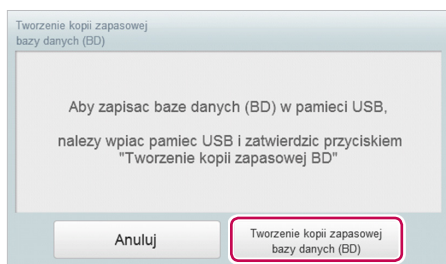 Tworzenie kopii zapasowej
bazy danych (BD)
Aby zapisac baze danych (BD) w pamieci USB,
nalezy wpiac pamiec USB i zatwierdzic przyciskiem
"Tworzenie kopii zapasowej BD"
Anuluj
Tworzenie kopii zapasowej
bazy danych (BD)